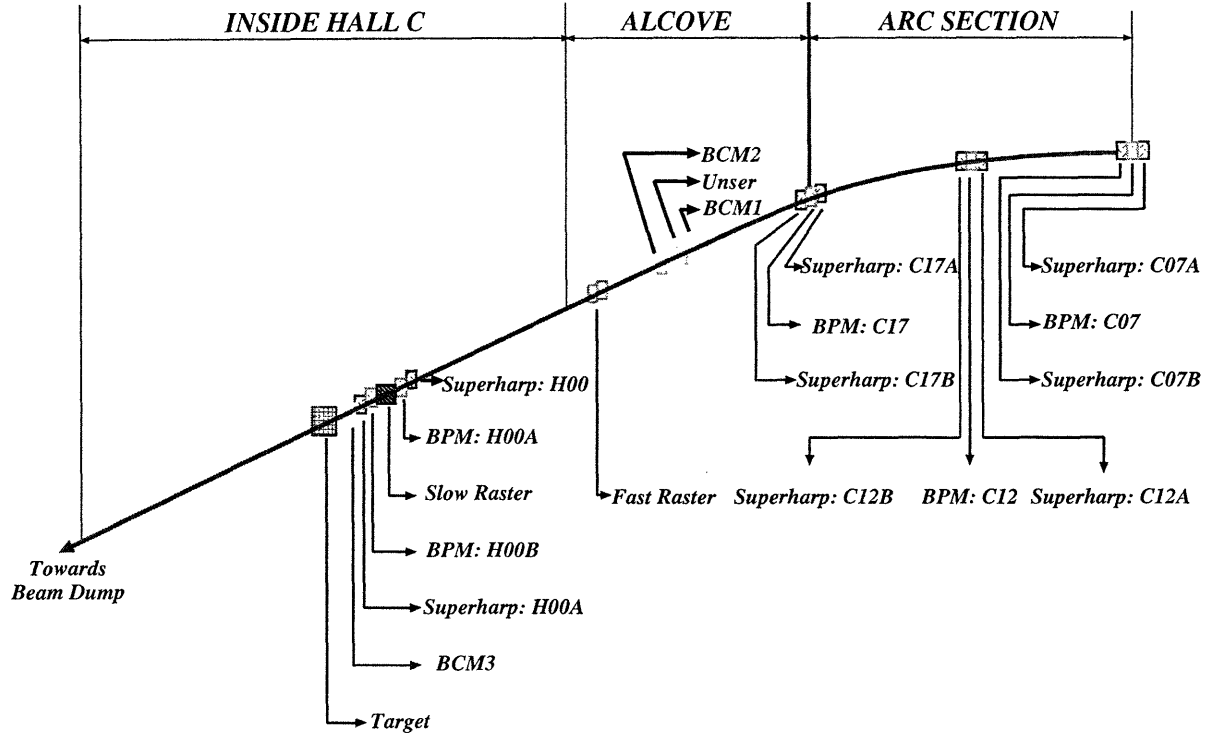 INSIDE HALL C
ALCOVE
ARC SECTION
BCM2
Unser
BCM1
Superharp: C17A
Superharp: C07A
BPM: C17
BPM: C07
Superharp: H00
Superharp: C17B
Superharp: C07B
BPM: H00A
Slow Raster
Fast Raster
Superharp: C12B
BPM: C12
Superharp: C12A
BPM: H00B
Towards
Beam Dump
Superharp: H00A
BCM3
Target